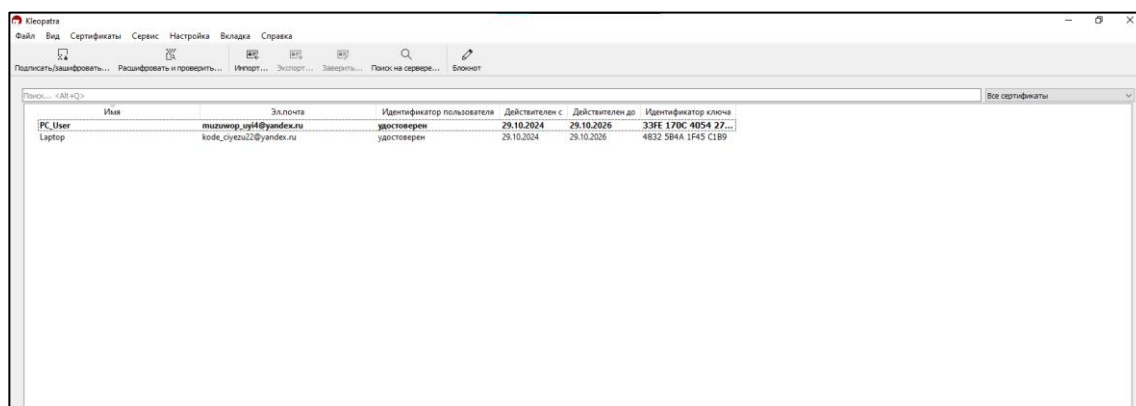 Kleopatra
Файл Вид Сертификаты Сервис Настройка Вкладка Справка
Подписать/зашифровать... Расшифровать и проверить... Импорт... Экспорт... Заверить... Поиск на сервере... Блокнот
Поиск... <Alt+Q> Все сертификаты
Имя Эл.почта Идентификатор пользователя Действителен с Действителен до Идентификатор ключа
PC_User muzuwop_uyi4@yandex.ru удостоверен 29.10.2024 29.10.2026 33FE 170C 4054 27...
Laptop kode_ciyezu22@yandex.ru удостоверен 29.10.2024 29.10.2026 4832 5B4A 1F45 C1B9